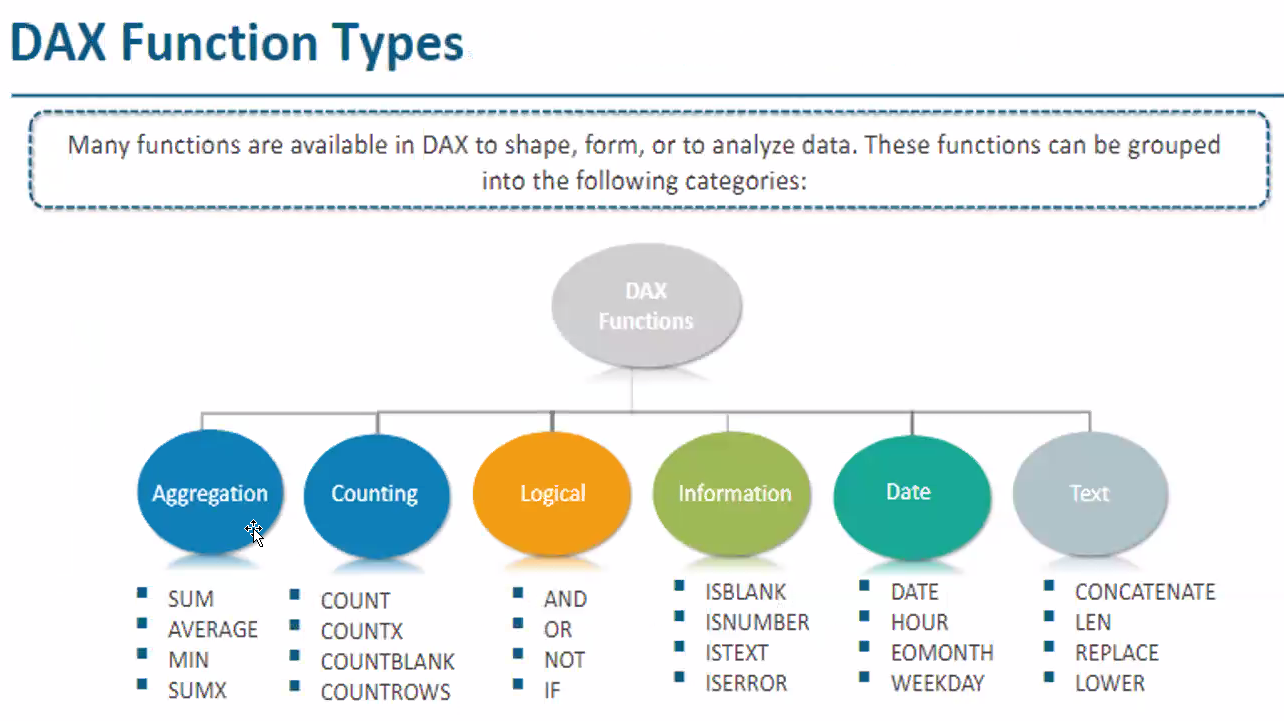 DAX Function Types
Many functions are available in DAX to shape, form, or to analyze data. These functions can be grouped
into the following categories:
DAX
Functions
Aggregation
Counting
Logical
Information
Date
Text
SUM
AVERAGE
MIN
SUMX
COUNT
COUNTX
COUNTBLANK
COUNTROWS
AND
OR
NOT
IF
ISBLANK
ISNUMBER
ISTEXT
ISERROR
DATE
HOUR
EOMONTH
WEEKDAY
CONCATENATE
LEN
REPLACE
LOWER